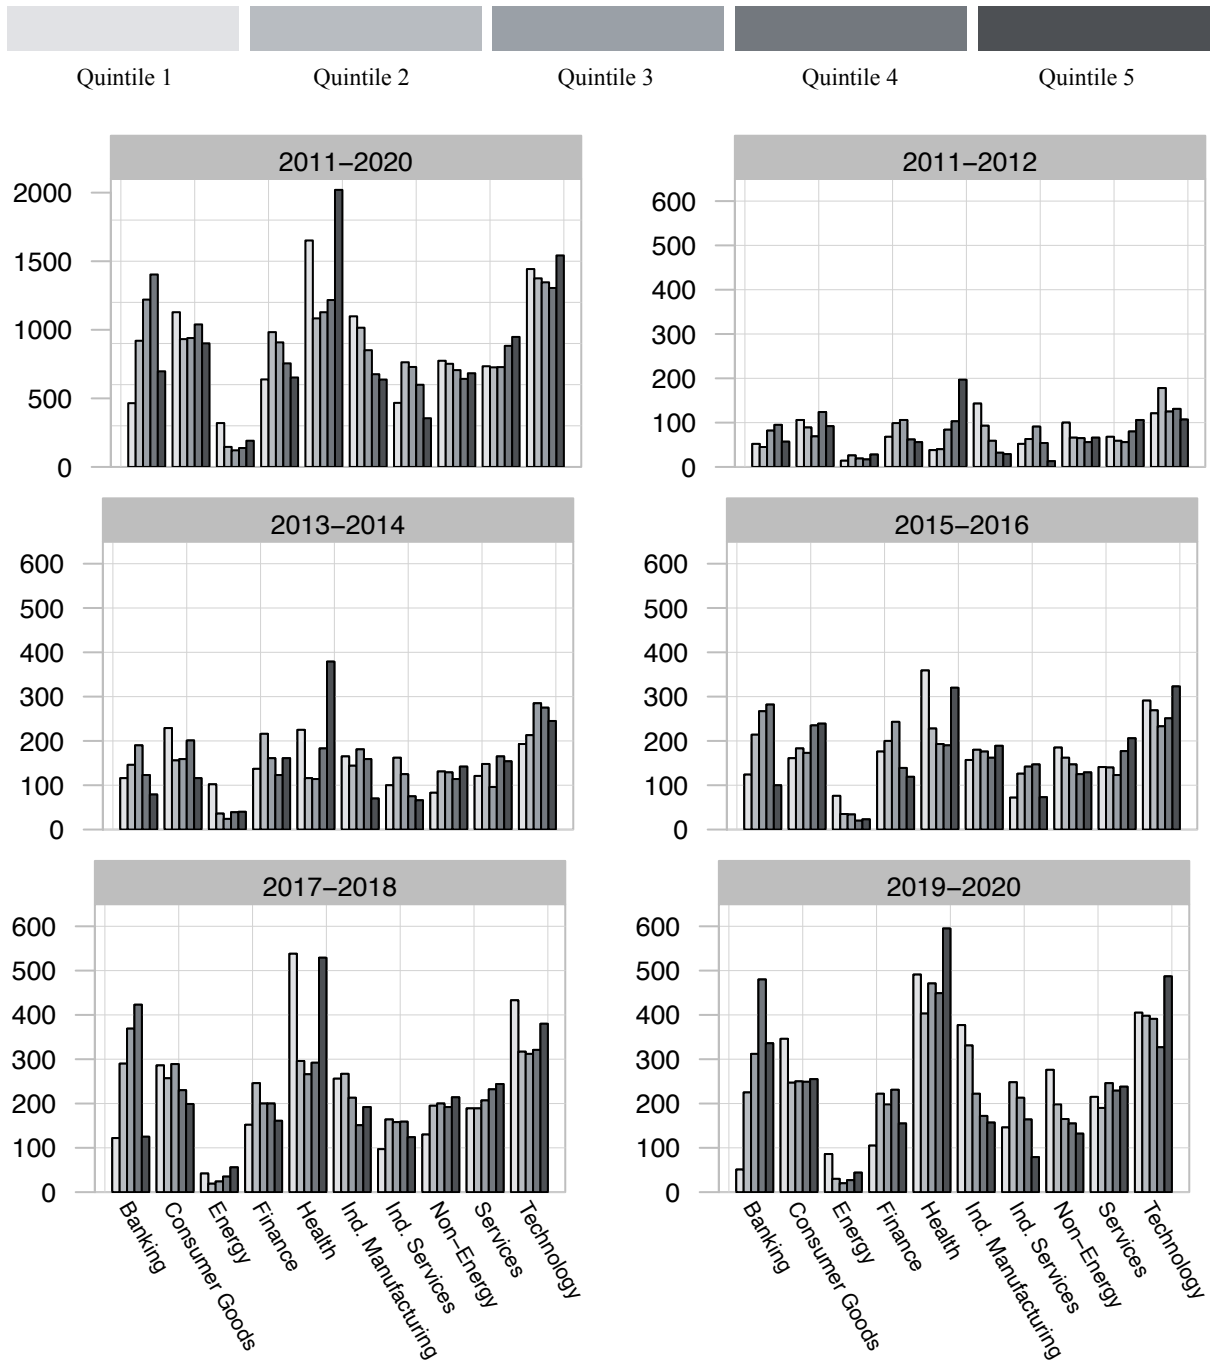 Quintile 1 Quintile 2 Quintile 3 Quintile 4 Quintile 5
2011−2020 2011−2012
2000
1500
1000
500
0
600
500
400
300
200
100
0
2013−2014 2015−2016
600
500
400
300
200
100
0
600
500
400
300
200
100
0
2017−2018 2019−2020
600
500
400
300
200
100
0
600
500
400
300
200
100
0
Banking
Consumer Goods
Energy
Finance
Health
Ind. Manufacturing
Ind. Services
Non−Energy
Services
Technology
Banking
Consumer Goods
Energy
Finance
Health
Ind. Manufacturing
Ind. Services
Non−Energy
Services
Technology